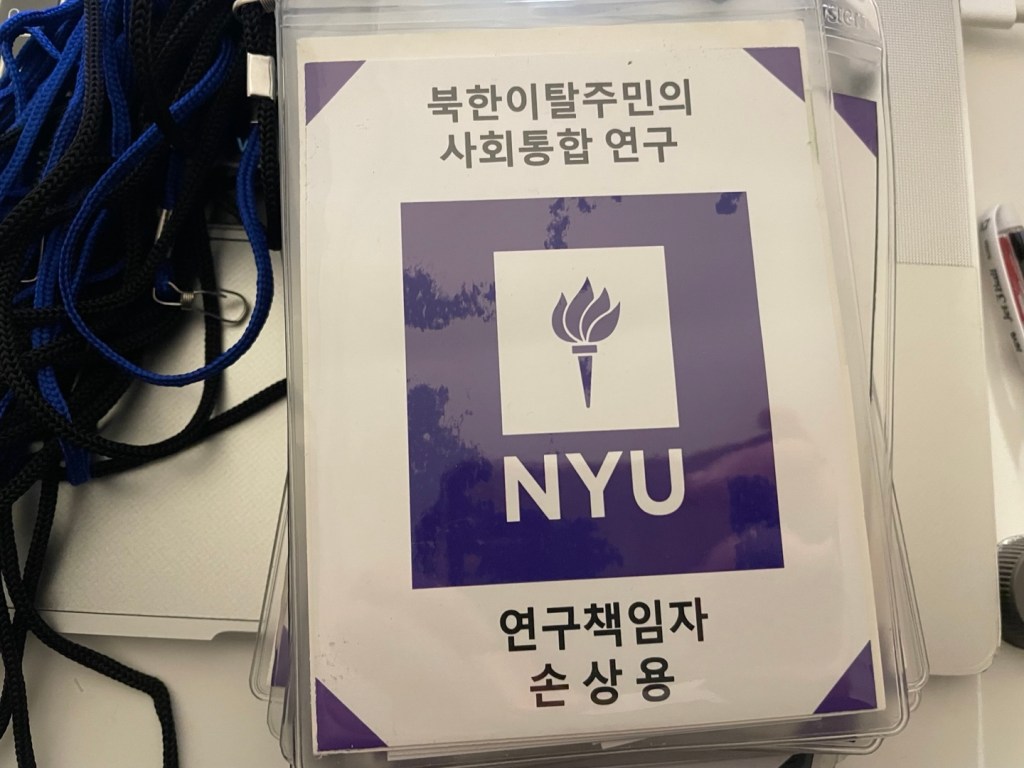 북한이탈주민의
사회통합 연구
NYU
연구책임자
손 상 용